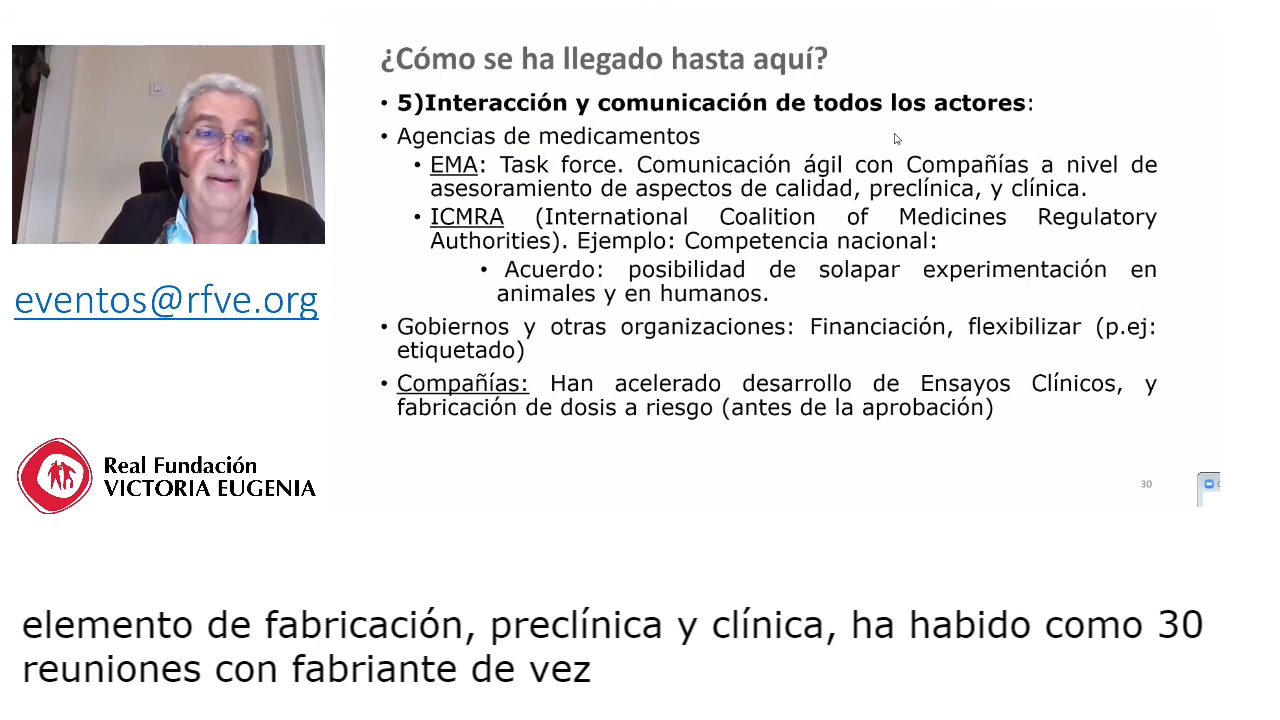 ¿Cómo se ha llegado hasta aquí?
• 5)Interacción y comunicación de todos los actores:
• Agencias de medicamentos
• EMA: Task force. Comunicación ágil con Compañías a nivel de
asesoramiento de aspectos de calidad, preclínica, y clínica.
• ICMRA (International Coalition of Medicines Regulatory
Authorities). Ejemplo: Competencia nacional:
• Acuerdo: posibilidad de solapar experimentación en
animales y en humanos.
• Gobiernos y otras organizaciones: Financiación, flexibilizar (p.ej:
etiquetado)
• Compañías: Han acelerado desarrollo de Ensayos Clínicos, y
fabricación de dosis a riesgo (antes de la aprobación)
30
eventos@rfve.org
Real Fundación
VICTORIA EUGENIA
elemento de fabricación, preclínica y clínica, ha habido como 30
reuniones con fabriante de vez